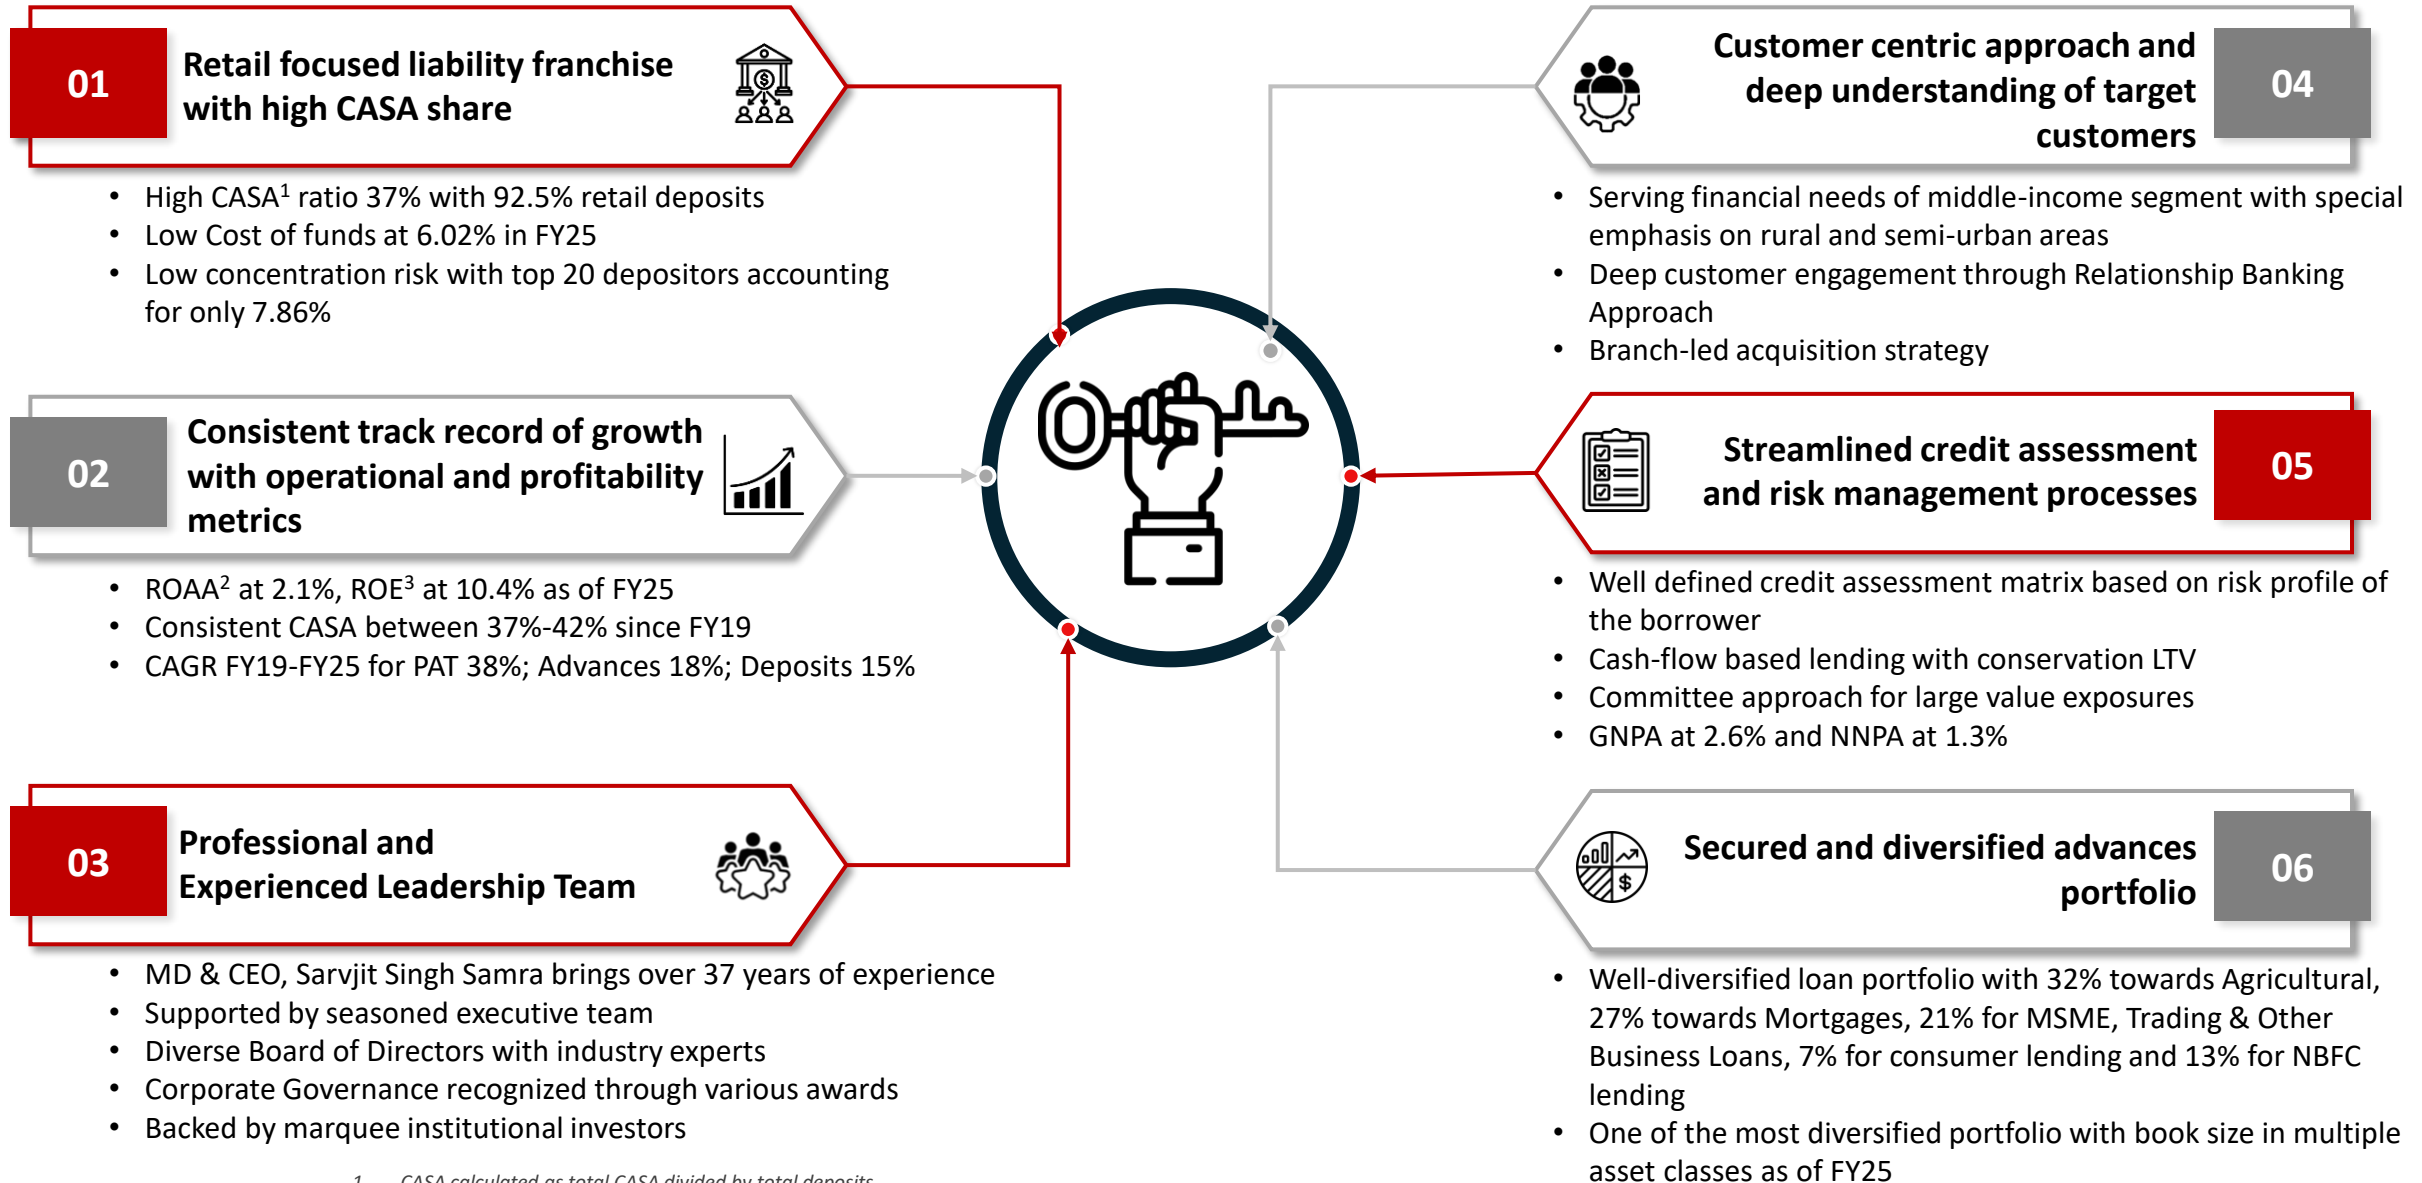 01
Retail focused liability franchise
with high CASA share
• High CASA1 ratio 37% with 92.5% retail deposits
• Low Cost of funds at 6.02% in FY25
• Low concentration risk with top 20 depositors accounting
for only 7.86%
02
Consistent track record of growth
with operational and profitability
metrics
• ROAA2 at 2.1%, ROE3 at 10.4% as of FY25
• Consistent CASA between 37%-42% since FY19
• CAGR FY19-FY25 for PAT 38%; Advances 18%; Deposits 15%
03
Professional and
Experienced Leadership Team
• MD & CEO, Sarvjit Singh Samra brings over 37 years of experience
• Supported by seasoned executive team
• Diverse Board of Directors with industry experts
• Corporate Governance recognized through various awards
• Backed by marquee institutional investors
1. CASA calculated as total CASA divided by total deposits
Customer centric approach and
deep understanding of target
customers
04
• Serving financial needs of middle-income segment with special
emphasis on rural and semi-urban areas
• Deep customer engagement through Relationship Banking
Approach
• Branch-led acquisition strategy
Streamlined credit assessment
and risk management processes
05
• Well defined credit assessment matrix based on risk profile of
the borrower
• Cash-flow based lending with conservation LTV
• Committee approach for large value exposures
• GNPA at 2.6% and NNPA at 1.3%
Secured and diversified advances
portfolio
06
• Well-diversified loan portfolio with 32% towards Agricultural,
27% towards Mortgages, 21% for MSME, Trading & Other
Business Loans, 7% for consumer lending and 13% for NBFC
lending
• One of the most diversified portfolio with book size in multiple
asset classes as of FY25